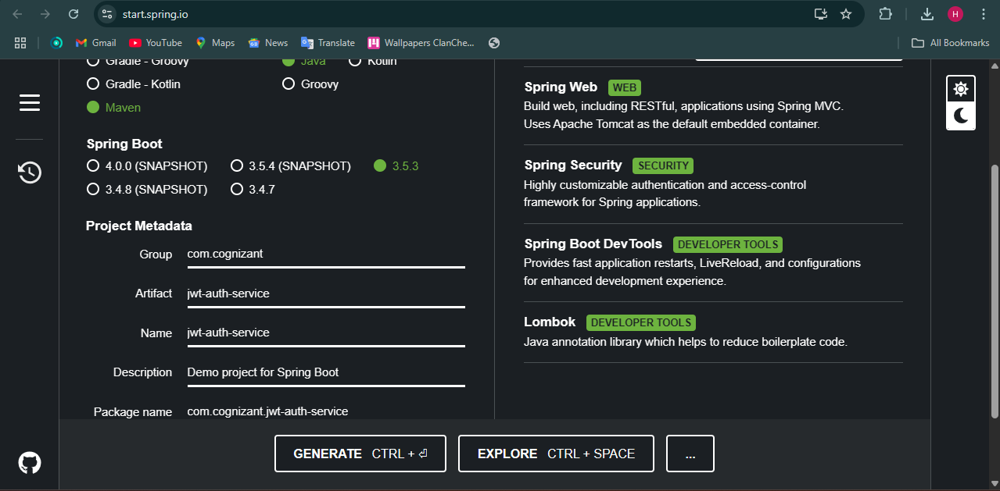 start.spring.io
H
Gmail YouTube Maps News Translate Wallpapers ClanChe... All Bookmarks
Gradle - Groovy Java Kotlin
Gradle - Kotlin Groovy
Maven
Spring Boot
4.0.0 (SNAPSHOT) 3.5.4 (SNAPSHOT) 3.5.3
3.4.8 (SNAPSHOT) 3.4.7
Project Metadata
Group com.cognizant
Artifact jwt-auth-service
Name jwt-auth-service
Description Demo project for Spring Boot
Package name com.cognizant.jwt-auth-service
Spring Web WEB
Build web, including RESTful, applications using Spring MVC.
Uses Apache Tomcat as the default embedded container.
Spring Security SECURITY
Highly customizable authentication and access-control
framework for Spring applications.
Spring Boot DevTools DEVELOPER TOOLS
Provides fast application restarts, LiveReload, and configurations
for enhanced development experience.
Lombok DEVELOPER TOOLS
Java annotation library which helps to reduce boilerplate code.
GENERATE CTRL + ⏎ EXPLORE CTRL + SPACE ...